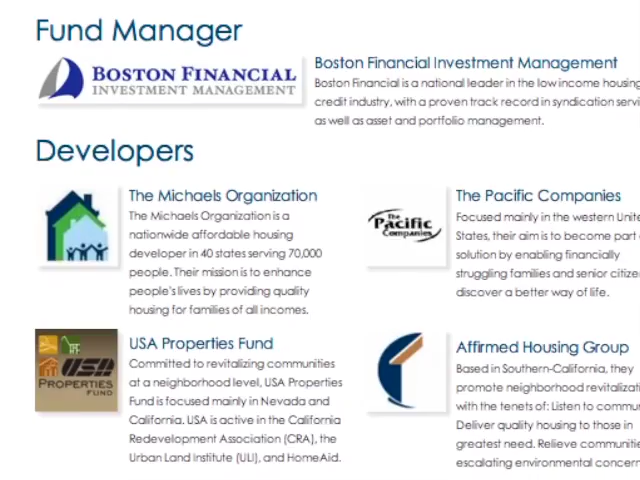 Fund Manager
BOSTON FINANCIAL
INVESTMENT MANAGEMENT
Boston Financial Investment Management
Boston Financial is a national leader in the low income housing
credit industry, with a proven track record in syndication servi
as well as asset and portfolio management.
Developers
The Michaels Organization
The Michaels Organization is a
nationwide affordable housing
developer in 40 states serving 70,000
people. Their mission is to enhance
people's lives by providing quality
housing for families of all incomes.
The
Pacific
Companies
The Pacific Companies
Focused mainly in the western Unite
States, their aim is to become part
solution by enabling financially
struggling families and senior citize
discover a better way of life.
USA
PROPERTIES
FUND
USA Properties Fund
Committed to revitalizing communities
at a neighborhood level, USA Properties
Fund is focused mainly in Nevada and
California. USA is active in the California
Redevelopment Association (CRA), the
Urban Land Institute (ULI), and HomeAid.
Affirmed Housing Group
Based in Southern-California, they
promote neighborhood revitalizati
with the tenets of: Listen to commu
Deliver quality housing to those in
greatest need. Relieve communitie
escalating environmental concern